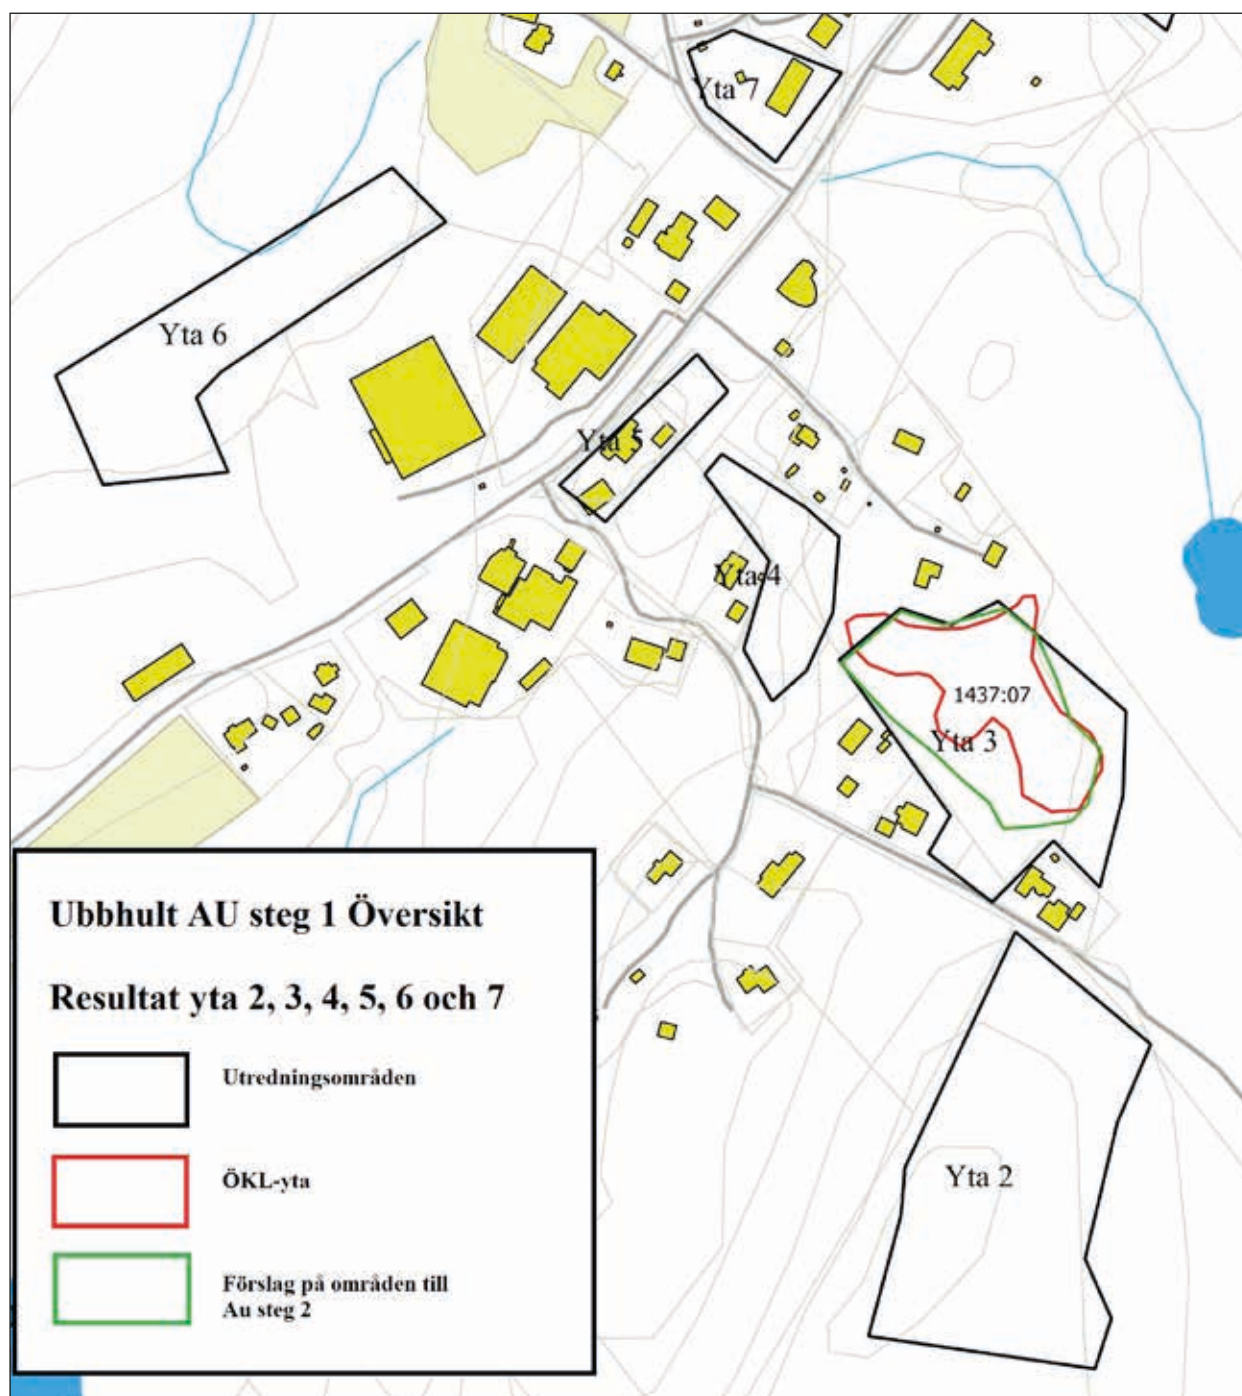 Yta 7
Yta 6
Yta 5
Yta 4
1437:07
Yta 3
Yta 2
Ubbhult AU steg 1 Översikt
Resultat yta 2, 3, 4, 5, 6 och 7
Utredningsområden
ÖKL-yta
Förslag på områden till
Au steg 2